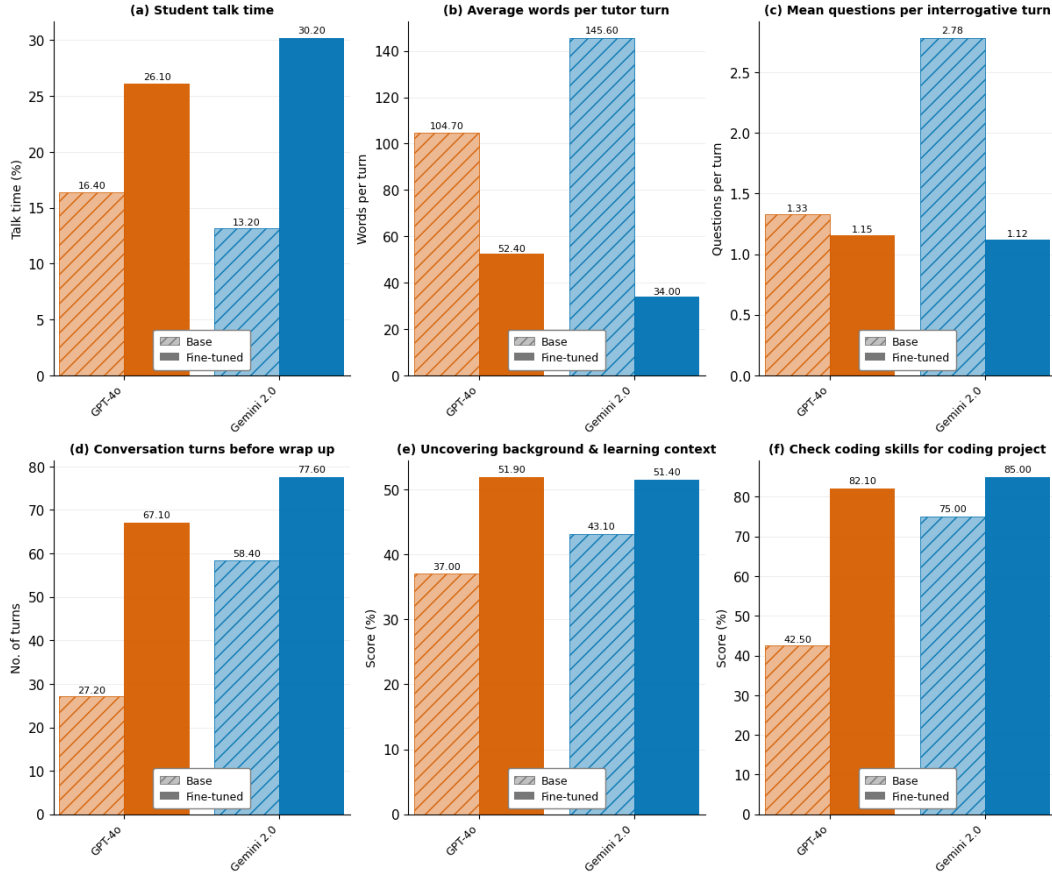 (a) Student talk time
Talk time (%)
30
25
20
15
10
5
0
16.40
26.10
13.20
30.20
Base
Fine-tuned
GPT-4o
Gemini 2.0
(b) Average words per tutor turn
Words per turn
140
120
100
80
60
40
20
0
104.70
52.40
145.60
34.00
Base
Fine-tuned
GPT-4o
Gemini 2.0
(c) Mean questions per interrogative turn
Questions per turn
2.5
2.0
1.5
1.0
0.5
0.0
1.33
1.15
2.78
1.12
Base
Fine-tuned
GPT-4o
Gemini 2.0
(d) Conversation turns before wrap up
No. of turns
80
70
60
50
40
30
20
10
0
27.20
67.10
58.40
77.60
Base
Fine-tuned
GPT-4o
Gemini 2.0
(e) Uncovering background & learning context
Score (%)
50
40
30
20
10
0
37.00
51.90
43.10
51.40
Base
Fine-tuned
GPT-4o
Gemini 2.0
(f) Check coding skills for coding project
Score (%)
80
70
60
50
40
30
20
10
0
42.50
82.10
75.00
85.00
Base
Fine-tuned
GPT-4o
Gemini 2.0